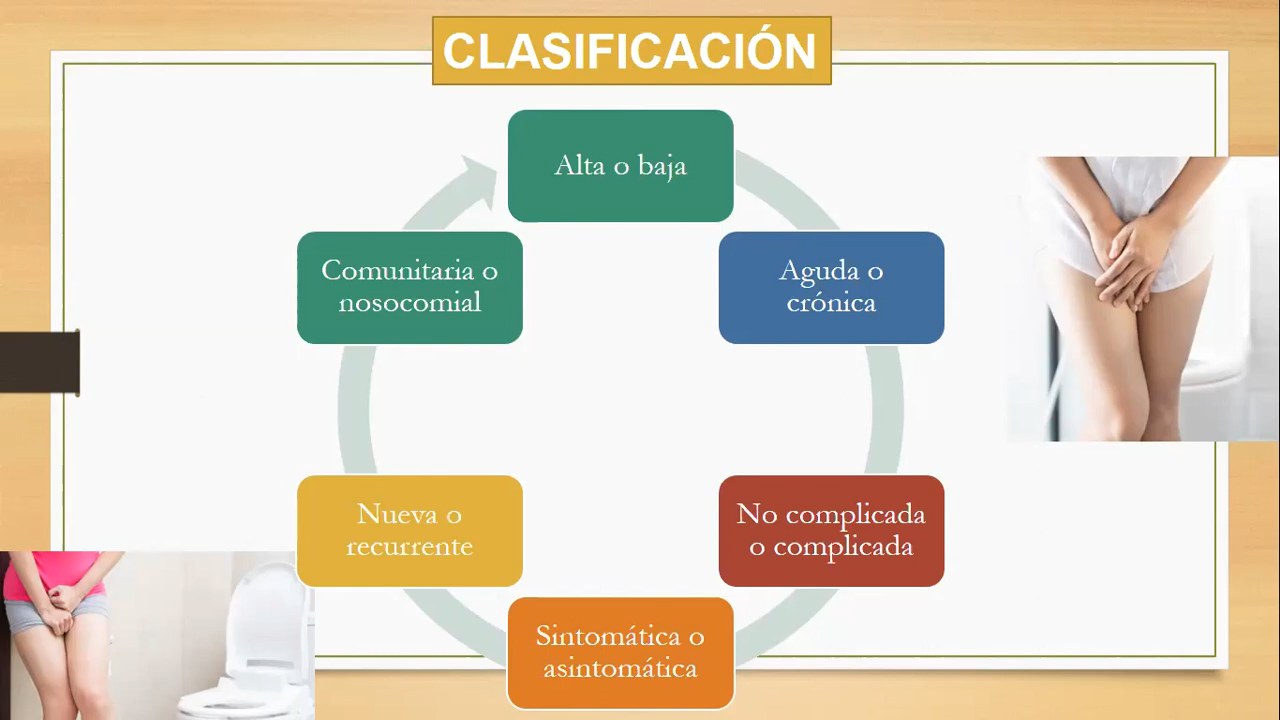 CLASIFICACIÓN
Alta o baja
Aguda o
crónica
No complicada
o complicada
Sintomática o
asintomática
Nueva o
recurrente
Comunitaria o
nosocomial